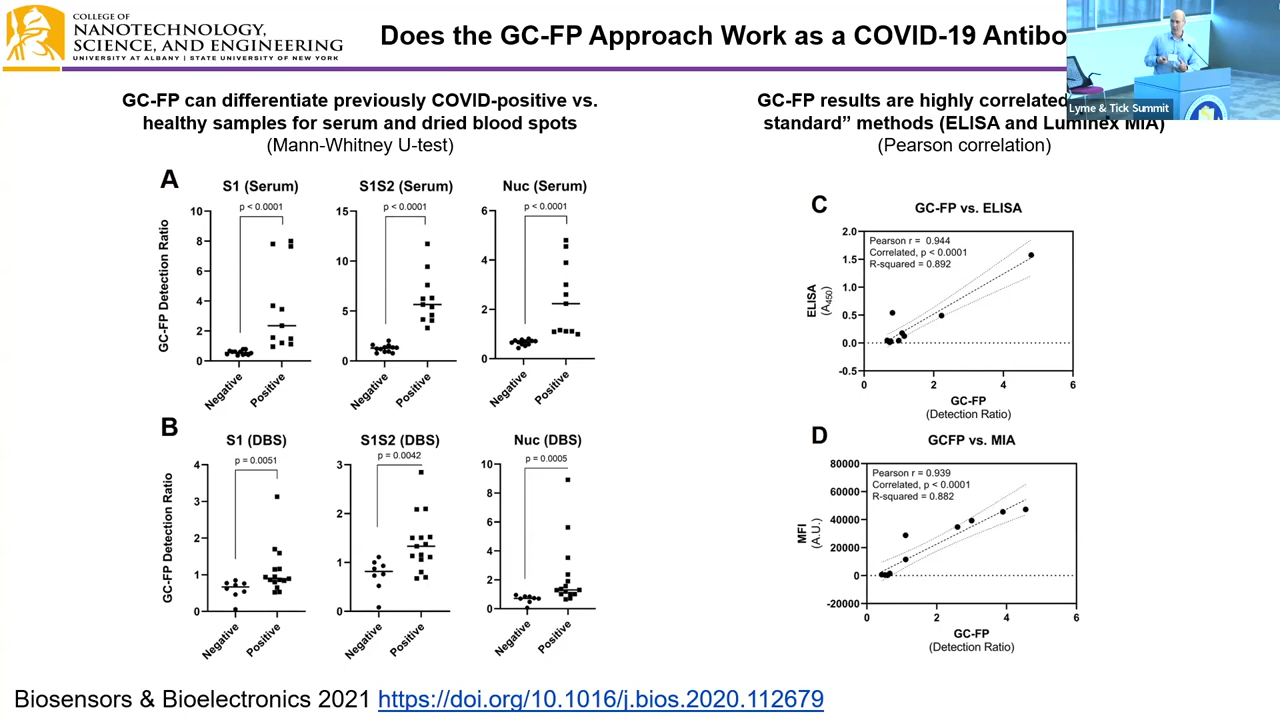 COLLEGE OF
NANOTECHNOLOGY,
SCIENCE, AND ENGINEERING
UNIVERSITY AT ALBANY | STATE UNIVERSITY OF NEW YORK
Does the GC-FP Approach Work as a COVID-19 Antibo
Lyme & Tick Summit
GC-FP can differentiate previously COVID-positive vs.
healthy samples for serum and dried blood spots
(Mann-Whitney U-test)
GC-FP results are highly correlated
standard” methods (ELISA and Luminex MIA)
(Pearson correlation)
A
S1 (Serum)
p < 0.0001
GC-FP Detection Ratio
10
8
6
4
2
0
Negative
Positive
S1S2 (Serum)
p < 0.0001
15
10
5
0
Negative
Positive
Nuc (Serum)
p < 0.0001
6
4
2
0
Negative
Positive
B
S1 (DBS)
p = 0.0051
GC-FP Detection Ratio
4
3
2
1
0
Negative
Positive
S1S2 (DBS)
p = 0.0042
3
2
1
0
Negative
Positive
Nuc (DBS)
p = 0.0005
10
8
6
4
2
0
Negative
Positive
C
GC-FP vs. ELISA
Pearson r = 0.944
Correlated, p < 0.0001
R-squared = 0.892
ELISA
(A450)
2.0
1.5
1.0
0.5
0.0
-0.5
0 2 4 6
GC-FP
(Detection Ratio)
D
GCFP vs. MIA
Pearson r = 0.939
Correlated, p < 0.0001
R-squared = 0.882
MFI
(A.U.)
80000
60000
40000
20000
0
-20000
0 2 4 6
GC-FP
(Detection Ratio)
Biosensors & Bioelectronics 2021 https://doi.org/10.1016/j.bios.2020.112679